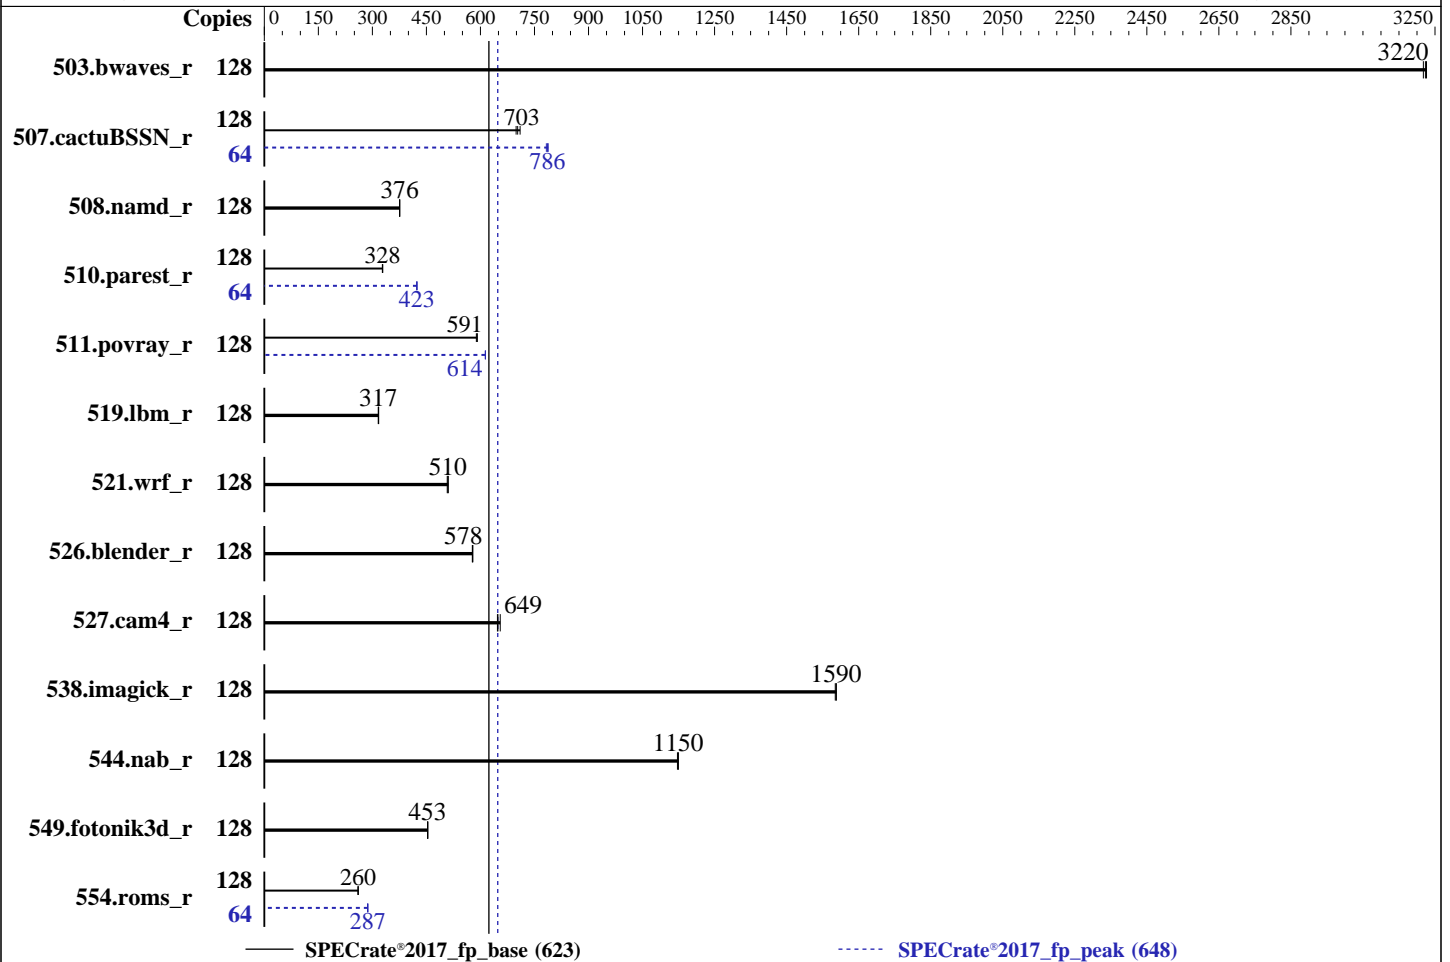 Copies 0 150 300 450 600 750 900 1050 1250 1450 1650 1850 2050 2250 2450 2650 2850 3250
503.bwaves_r 128 3220
507.cactuBSSN_r 128 703
64 786
508.namd_r 128 376
510.parest_r 128 328
64 423
511.povray_r 128 591
614
519.lbm_r 128 317
521.wrf_r 128 510
526.blender_r 128 578
527.cam4_r 128 649
538.imagick_r 128 1590
544.nab_r 128 1150
549.fotonik3d_r 128 453
554.roms_r 128 260
64 287
SPECrate®2017_fp_base (623) SPECrate®2017_fp_peak (648)